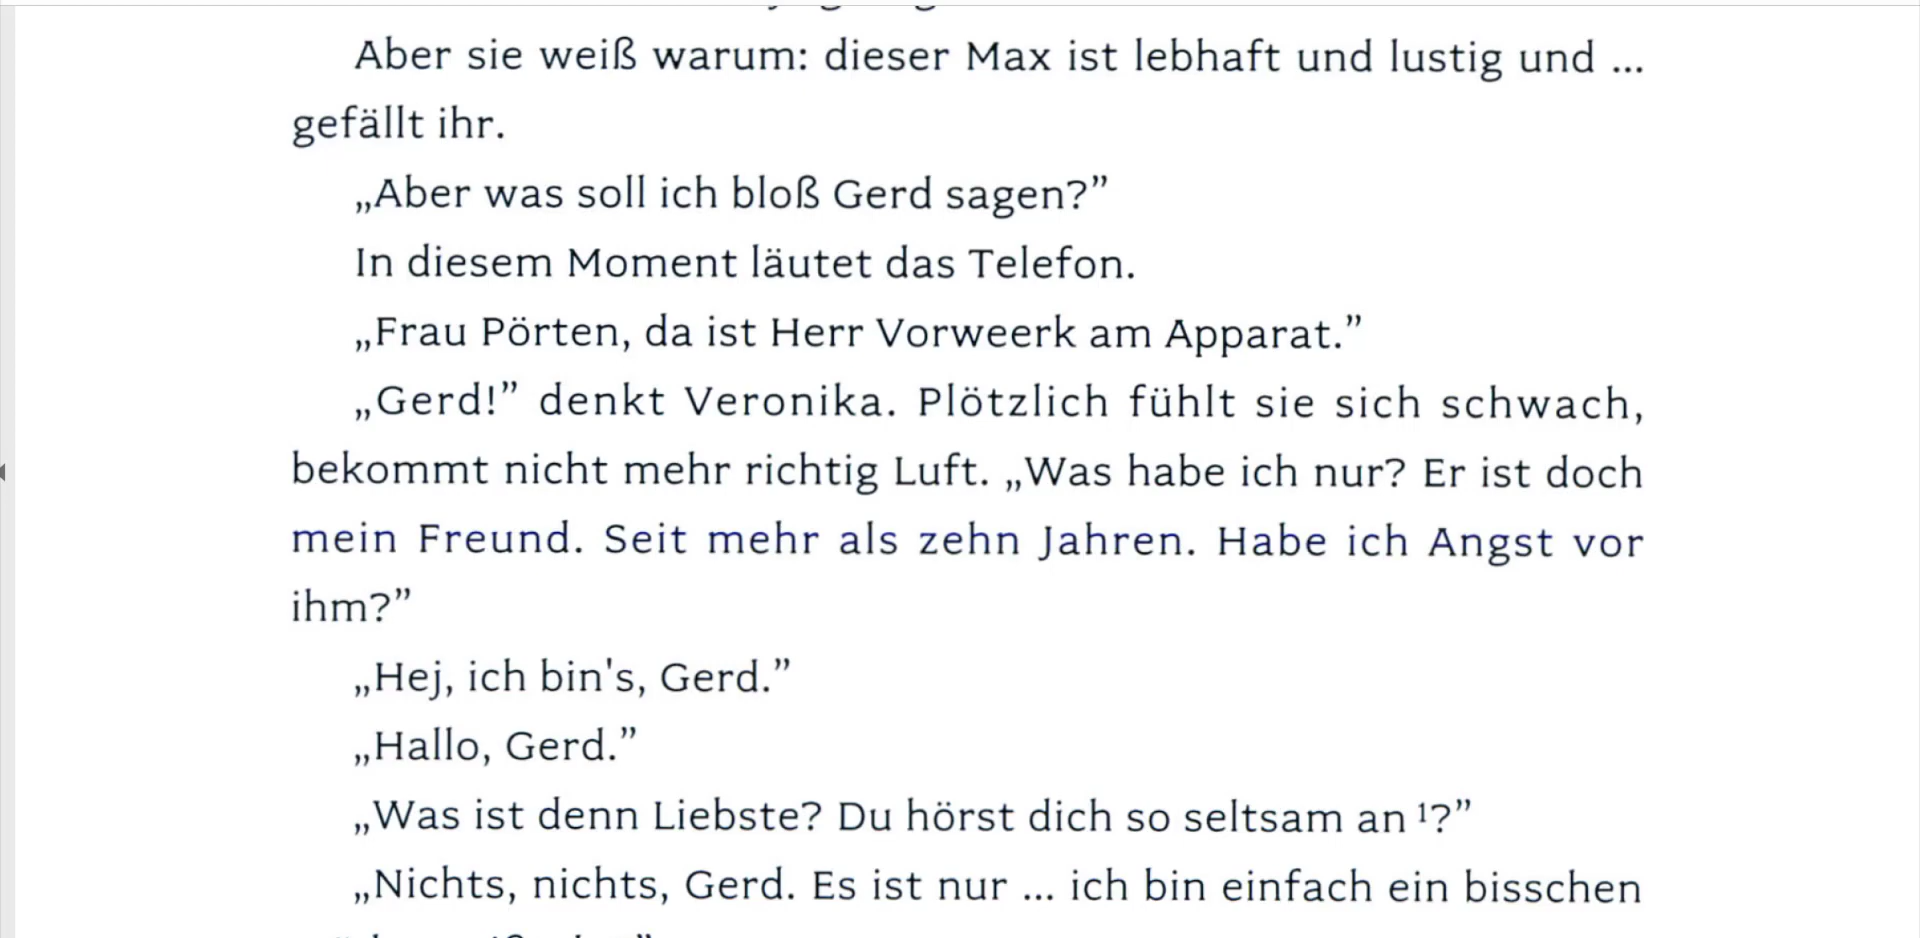 Aber sie weiß warum: dieser Max ist lebhaft und lustig und ...
gefällt ihr.
„Aber was soll ich bloß Gerd sagen?”
In diesem Moment läutet das Telefon.
„Frau Pörten, da ist Herr Vorweerk am Apparat.”
„Gerd!” denkt Veronika. Plötzlich fühlt sie sich schwach,
bekommt nicht mehr richtig Luft. „Was habe ich nur? Er ist doch
mein Freund. Seit mehr als zehn Jahren. Habe ich Angst vor
ihm?”
„Hej, ich bin's, Gerd.”
„Hallo, Gerd.”
„Was ist denn Liebste? Du hörst dich so seltsam an ¹?”
„Nichts, nichts, Gerd. Es ist nur ... ich bin einfach ein bisschen